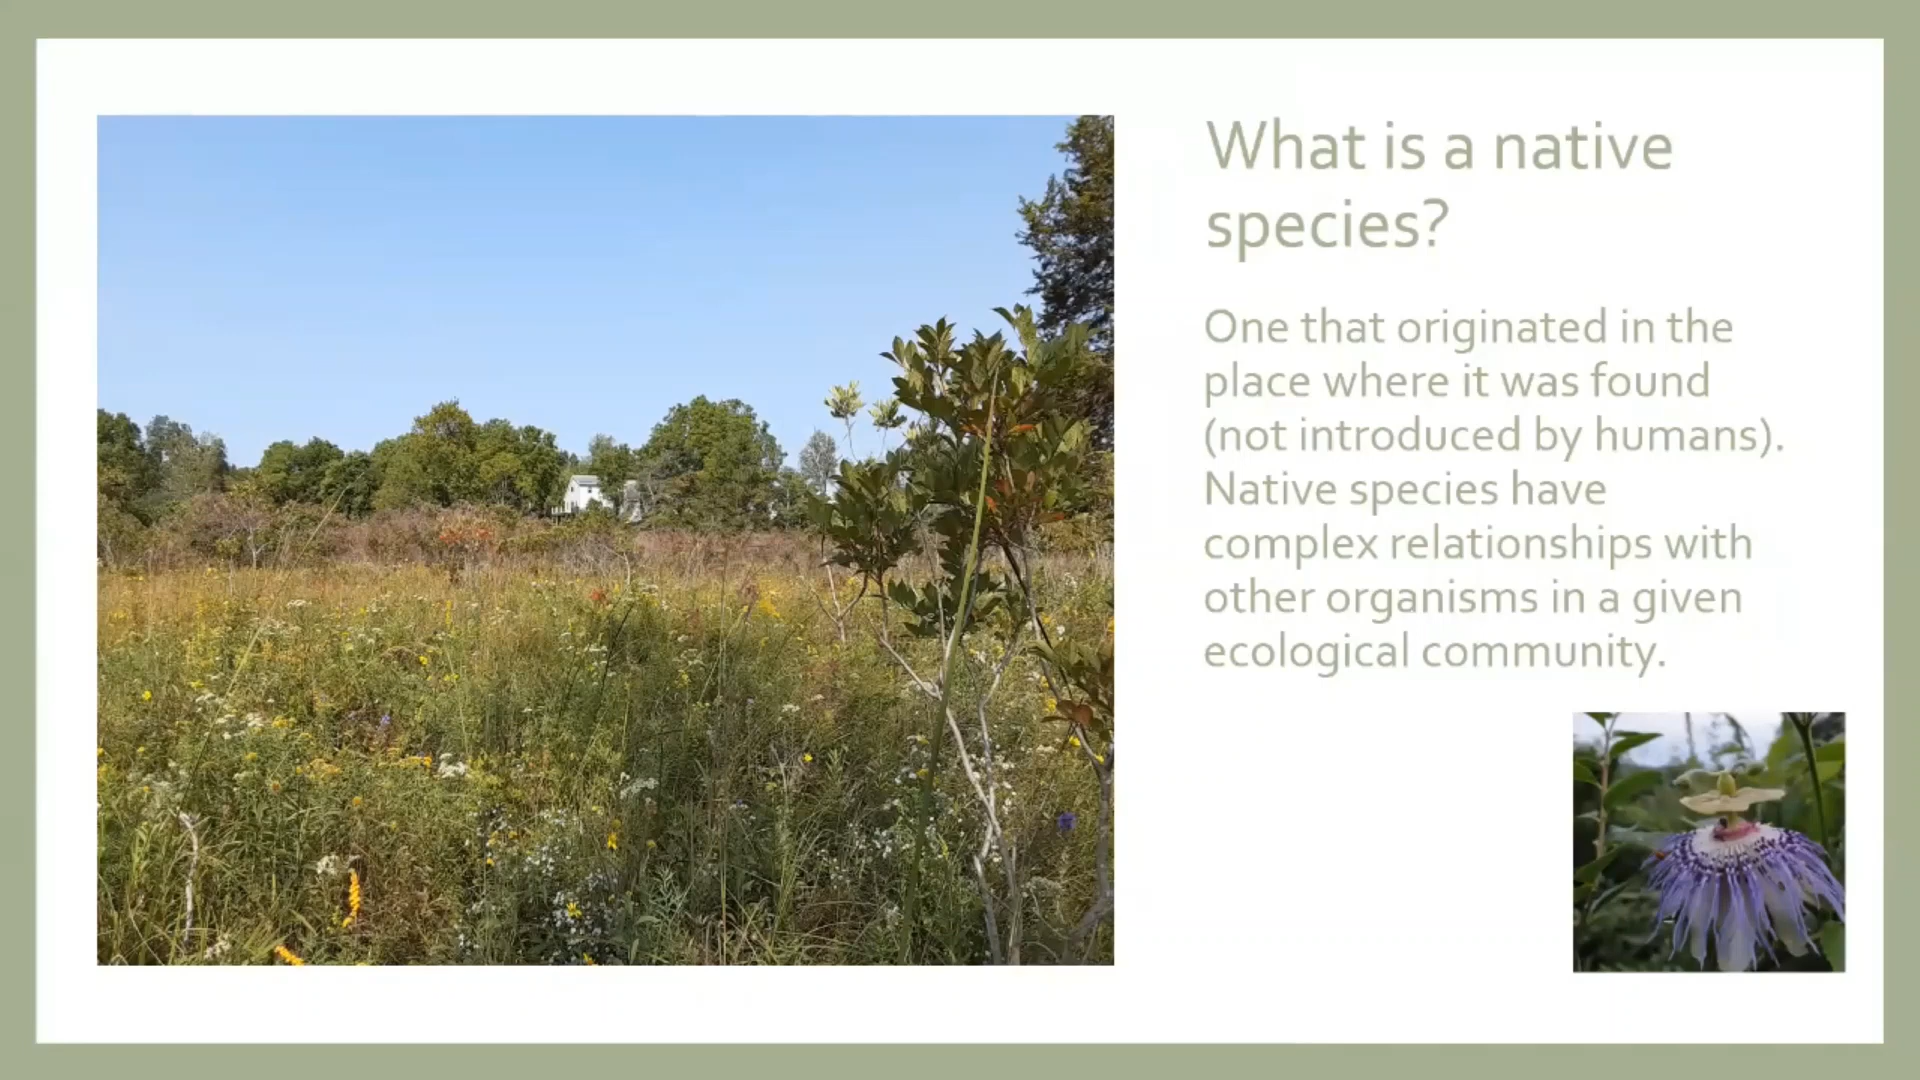 What is a native
species?
One that originated in the
place where it was found
(not introduced by humans).
Native species have
complex relationships with
other organisms in a given
ecological community.